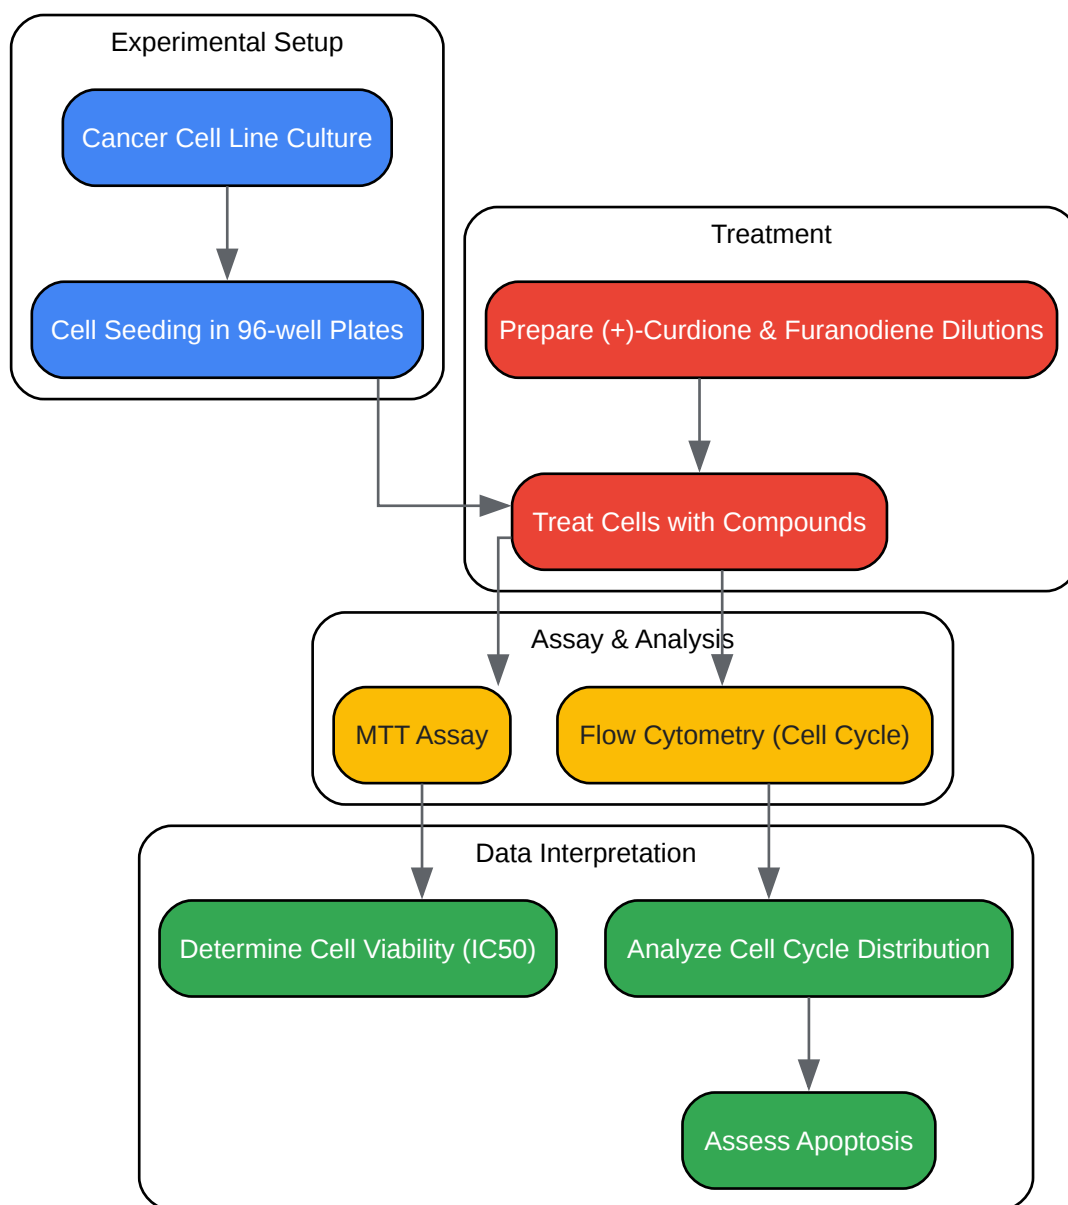 Experimental Setup
Cancer Cell Line Culture
Cell Seeding in 96-well Plates
Treatment
Prepare (+)-Curdione & Furanodiene Dilutions
Treat Cells with Compounds
Assay & Analysis
MTT Assay
Flow Cytometry (Cell Cycle)
Data Interpretation
Determine Cell Viability (IC50)
Analyze Cell Cycle Distribution
Assess Apoptosis